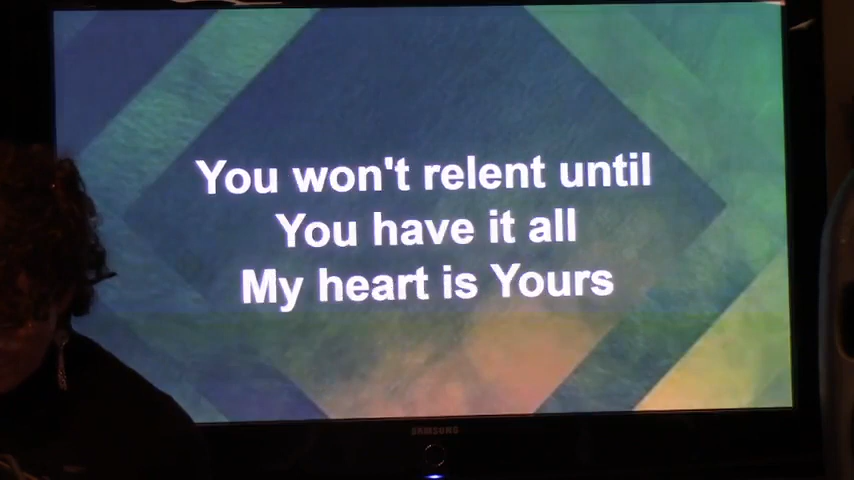 You won't relent until
You have it all
My heart is Yours
SAMSUNG